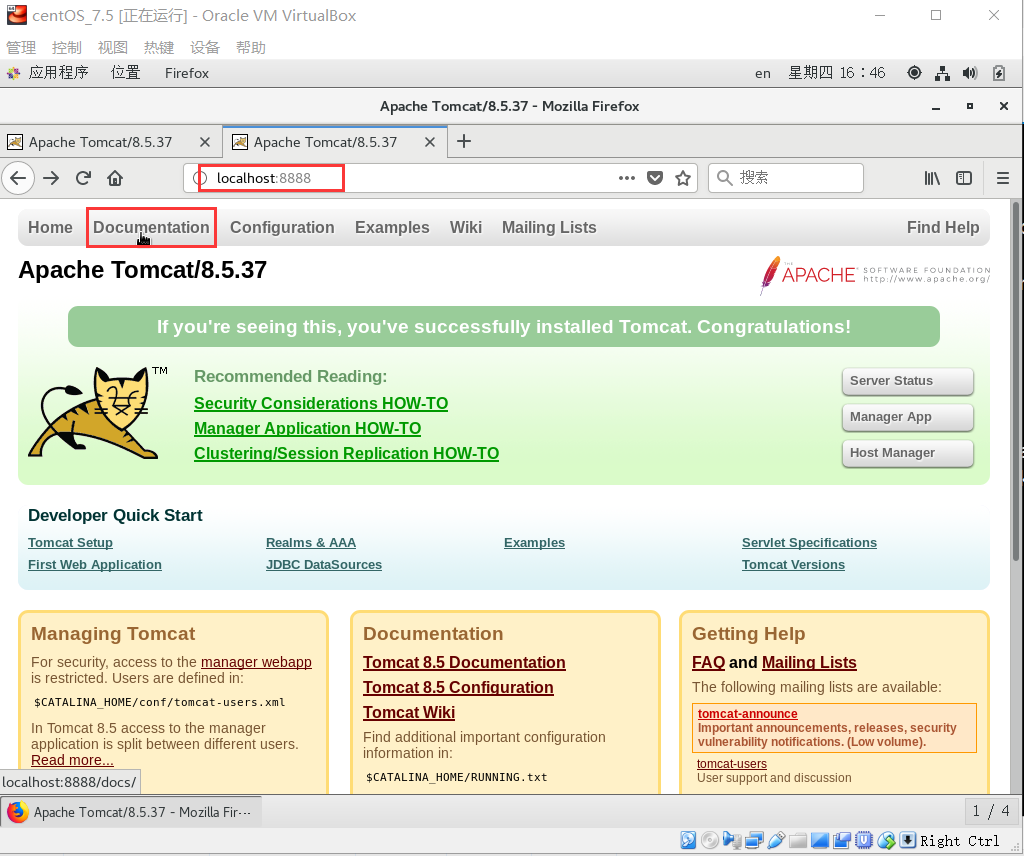 centOS_7.5 [正在运行] - Oracle VM VirtualBox
管理 控制 视图 热键 设备 帮助
应用程序 位置 Firefox en 星期四 16：46
Apache Tomcat/8.5.37 - Mozilla Firefox
Apache Tomcat/8.5.37 Apache Tomcat/8.5.37
localhost:8888 搜索
Home Documentation Configuration Examples Wiki Mailing Lists Find Help
Apache Tomcat/8.5.37
THE APACHE SOFTWARE FOUNDATION
http://www.apache.org/
If you're seeing this, you've successfully installed Tomcat. Congratulations!
TM
Recommended Reading:
Security Considerations HOW-TO
Manager Application HOW-TO
Clustering/Session Replication HOW-TO
Server Status
Manager App
Host Manager
Developer Quick Start
Tomcat Setup Realms & AAA Examples Servlet Specifications
First Web Application JDBC DataSources Tomcat Versions
Managing Tomcat
For security, access to the manager webapp
is restricted. Users are defined in:
$CATALINA_HOME/conf/tomcat-users.xml
In Tomcat 8.5 access to the manager
application is split between different users.
Read more...
Documentation
Tomcat 8.5 Documentation
Tomcat 8.5 Configuration
Tomcat Wiki
Find additional important configuration
information in:
$CATALINA_HOME/RUNNING.txt
Getting Help
FAQ and Mailing Lists
The following mailing lists are available:
tomcat-announce
Important announcements, releases, security
vulnerability notifications. (Low volume).
tomcat-users
User support and discussion
localhost:8888/docs/
Apache Tomcat/8.5.37 - Mozilla Fir··· 1 / 4
Right Ctrl